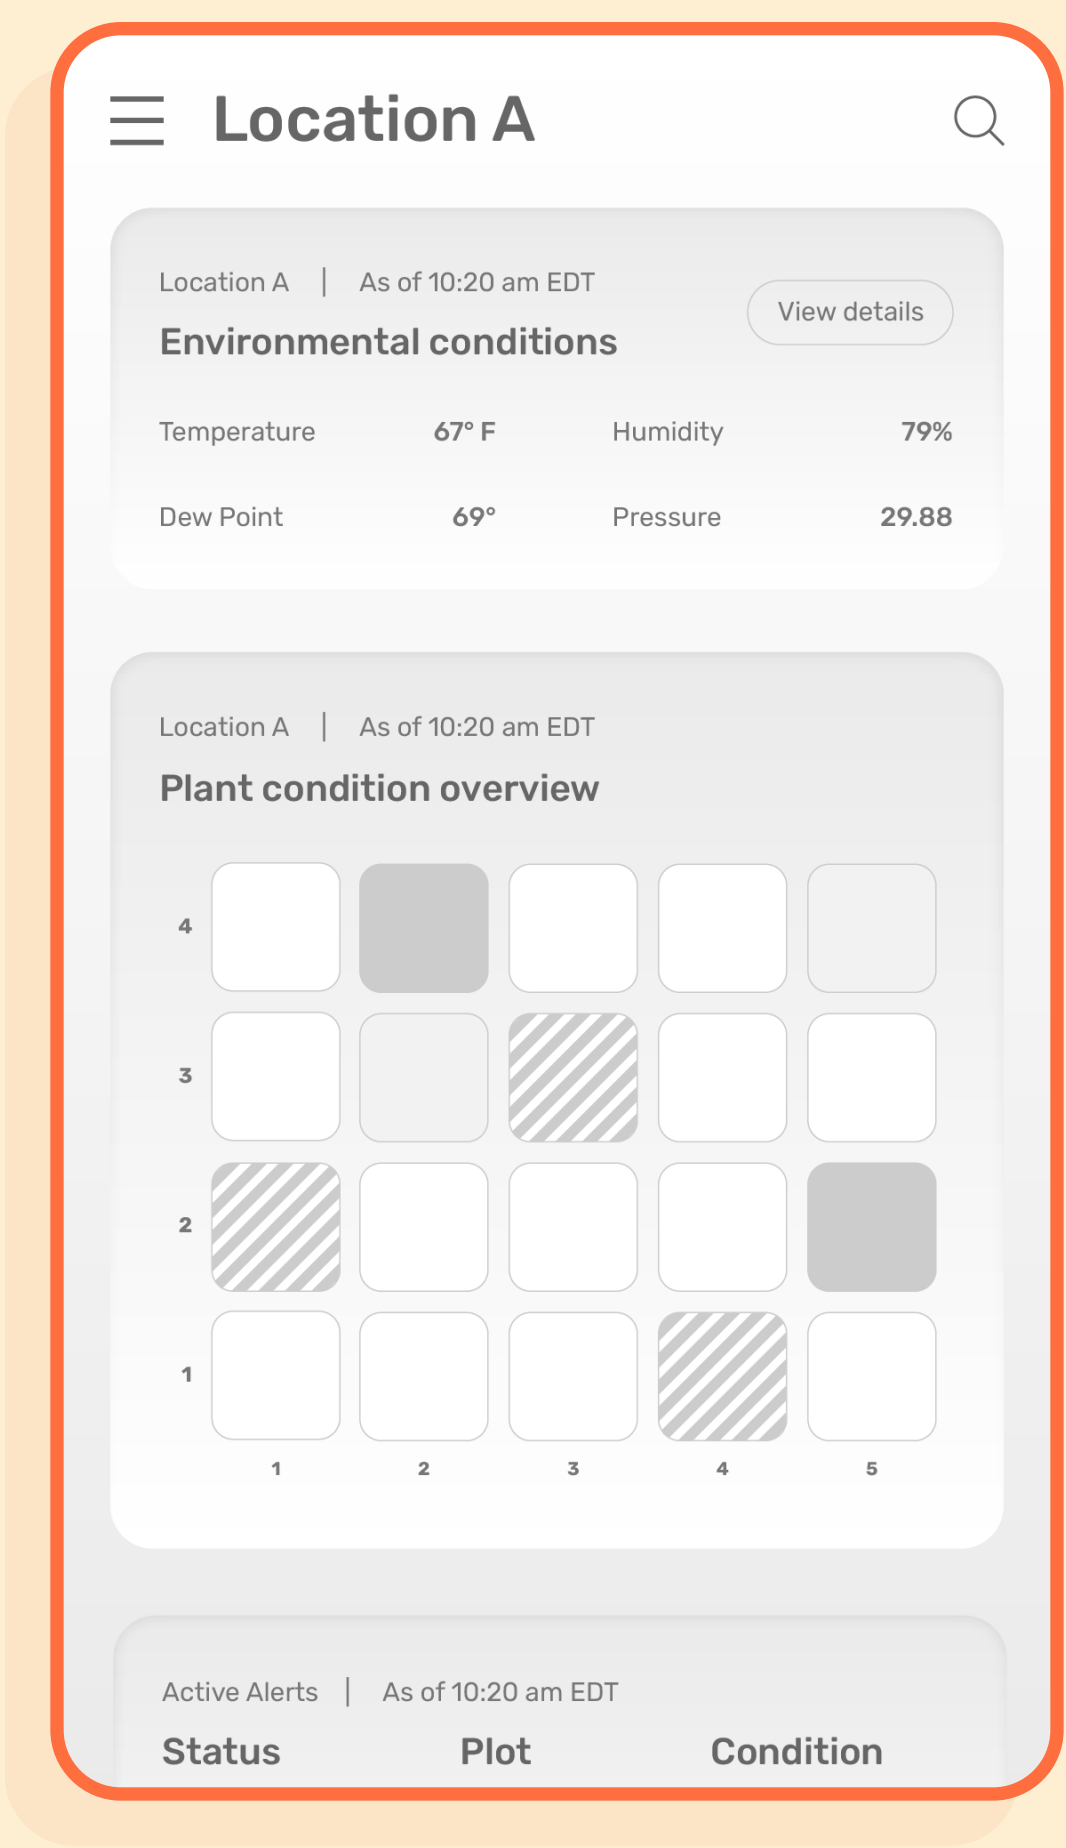 Location A
Location A | As of 10:20 am EDT
View details
Environmental conditions
Temperature 67° F Humidity 79%
Dew Point 69° Pressure 29.88
Location A | As of 10:20 am EDT
Plant condition overview
4
3
2
1
1 2 3 4 5
Active Alerts | As of 10:20 am EDT
Status Plot Condition